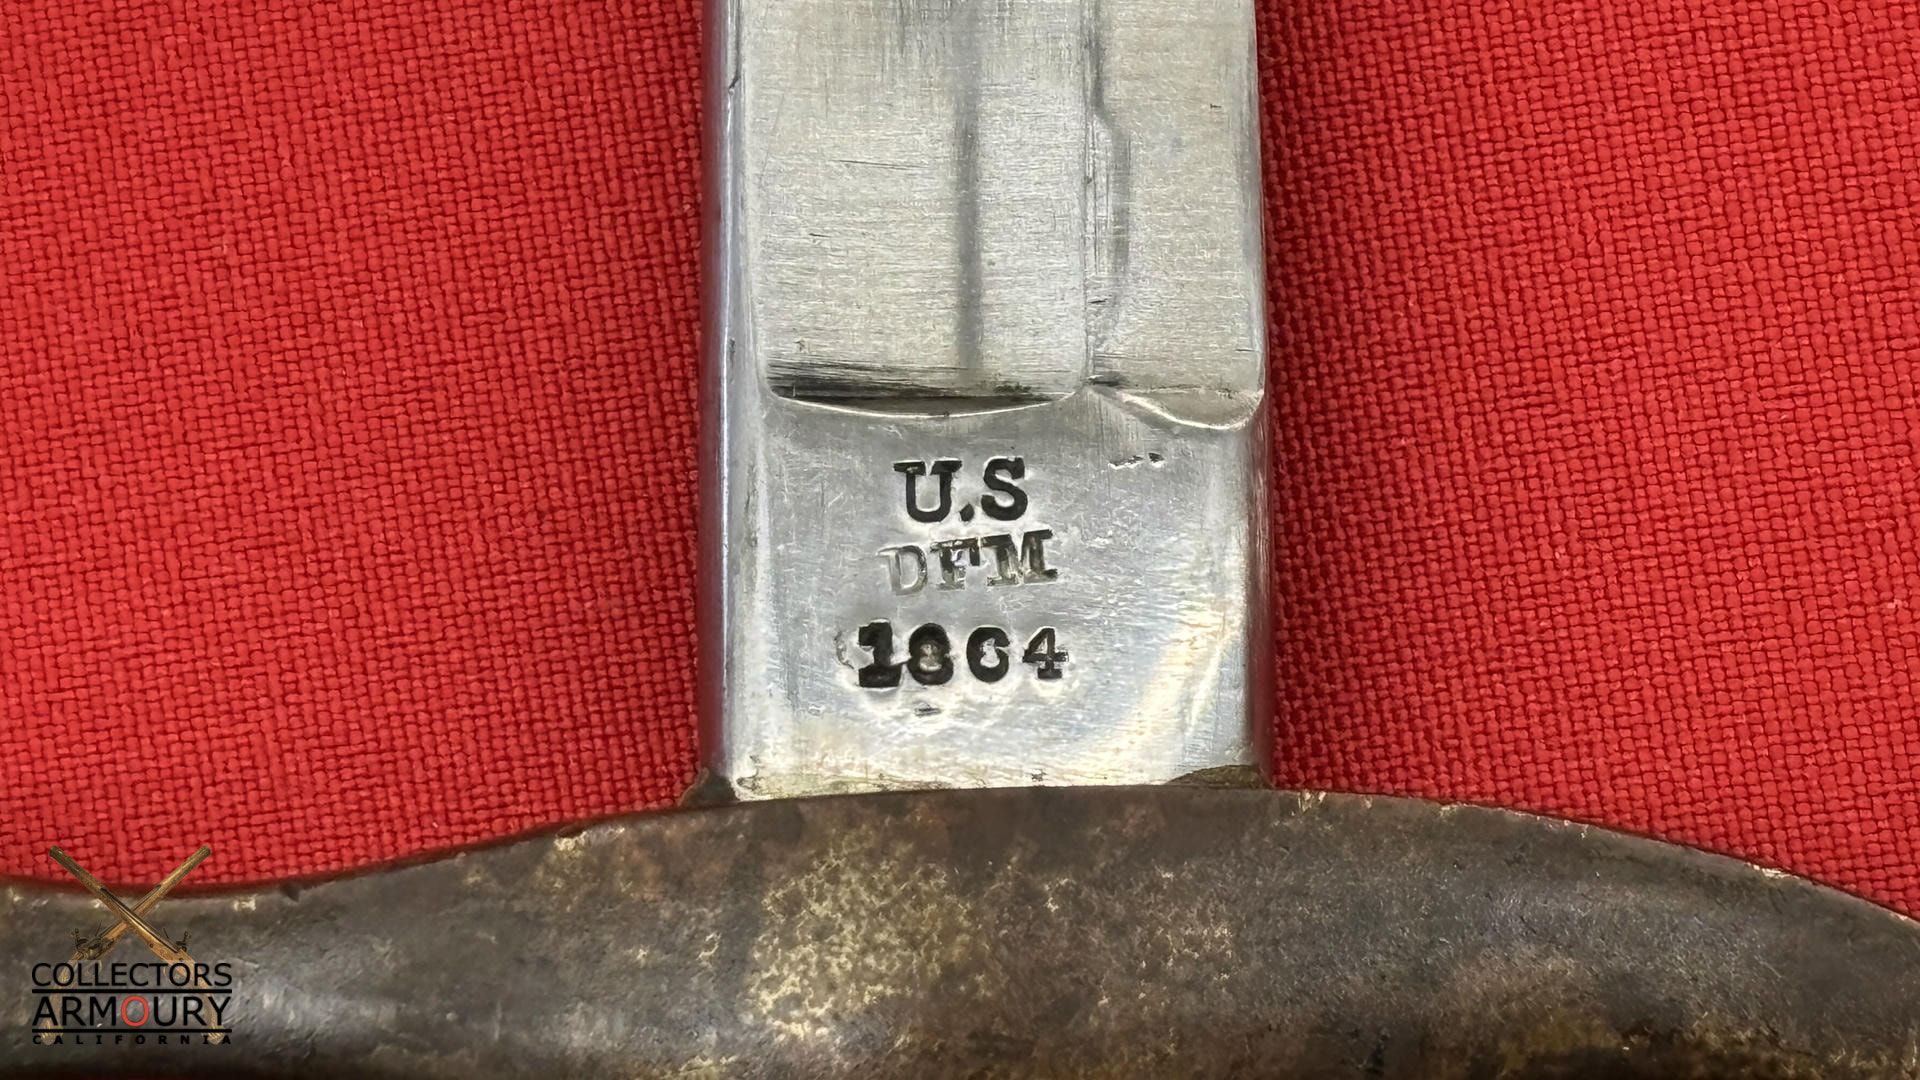 U.S
DFM
1864
COLLECTORS
ARMOURY
CALIFORNIA